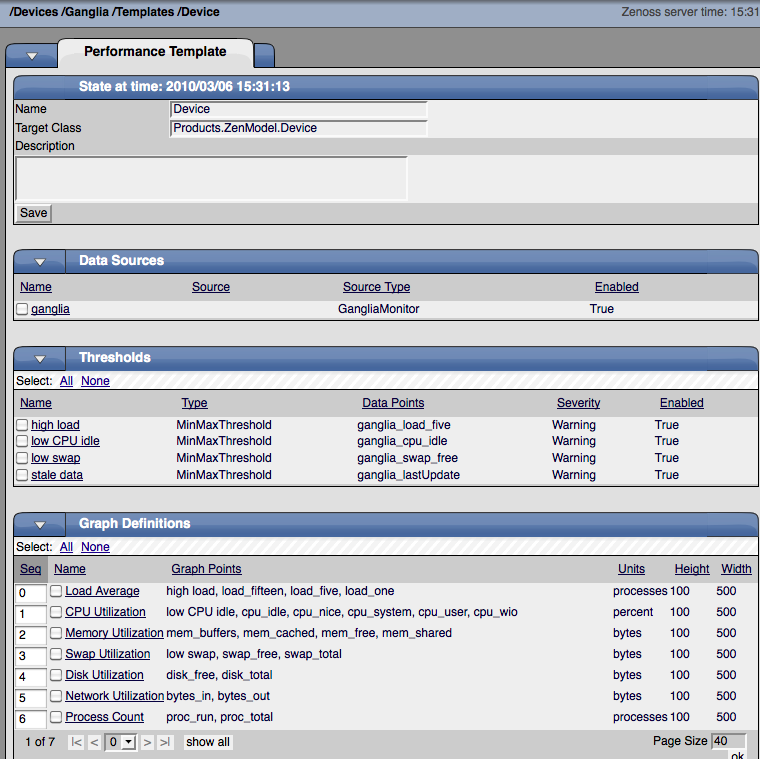 /Devices /Ganglia /Templates /Device Zenoss server time: 15:31
Performance Template
State at time: 2010/03/06 15:31:13
Name Device
Target Class Products.ZenModel.Device
Description
Save
Data Sources
Name Source Source Type Enabled
ganglia GangliaMonitor True
Thresholds
Select: All None
Name Type Data Points Severity Enabled
high load MinMaxThreshold ganglia_load_five Warning True
low CPU idle MinMaxThreshold ganglia_cpu_idle Warning True
low swap MinMaxThreshold ganglia_swap_free Warning True
stale data MinMaxThreshold ganglia_lastUpdate Warning True
Graph Definitions
Select: All None
Seq Name Graph Points Units Height Width
0 Load Average high load, load_fifteen, load_five, load_one processes 100 500
1 CPU Utilization low CPU idle, cpu_idle, cpu_nice, cpu_system, cpu_user, cpu_wio percent 100 500
2 Memory Utilization mem_buffers, mem_cached, mem_free, mem_shared bytes 100 500
3 Swap Utilization low swap, swap_free, swap_total bytes 100 500
4 Disk Utilization disk_free, disk_total bytes 100 500
5 Network Utilization bytes_in, bytes_out bytes 100 500
6 Process Count proc_run, proc_total processes 100 500
1 of 7 |< < 0 > >| show all Page Size 40
ok